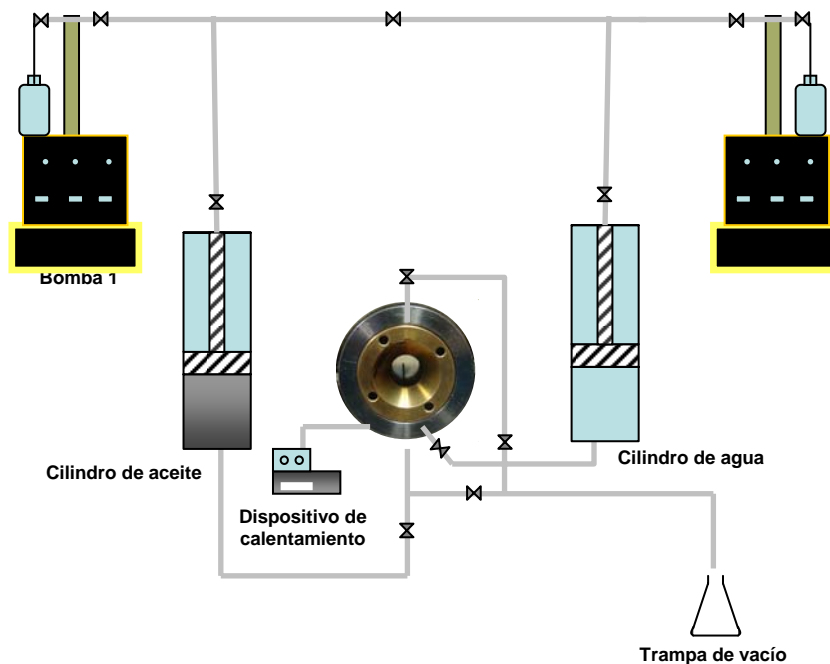 Bomba 1
Cilindro de aceite
Cilindro de agua
Dispositivo de
calentamiento
Trampa de vacío